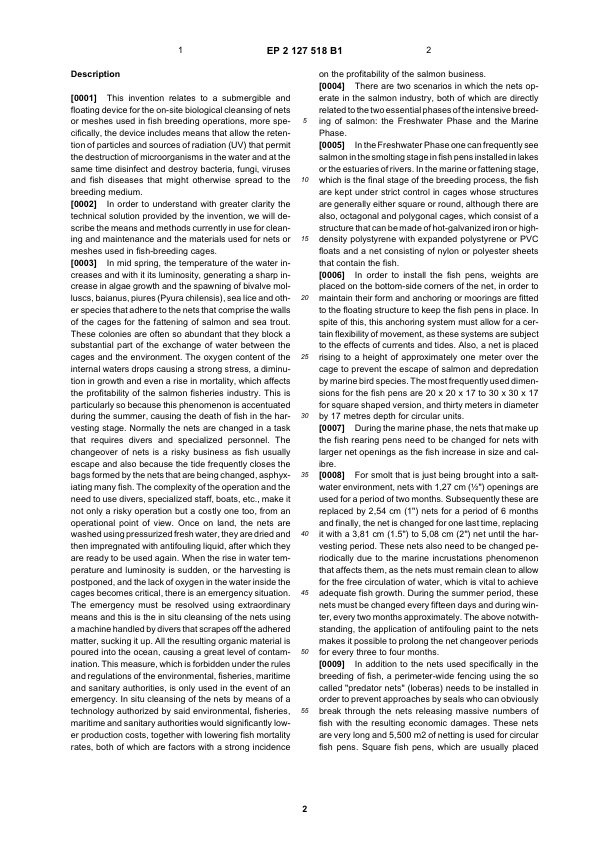 1
EP 2 127 518 B1
2
Description
[0001] This invention relates to a submergible and
floating device for the on-site biological cleansing of nets
or meshes used in fish breeding operations, more spe-
cifically, the device includes means that allow the reten-
tion of particles and sources of radiation (UV) that permit
the destruction of microorganisms in the water and at the
same time disinfect and destroy bacteria, fungi, viruses
and fish diseases that might otherwise spread to the
breeding medium.
[0002] In order to understand with greater clarity the
technical solution provided by the invention, we will de-
scribe the means and methods currently in use for clean-
ing and maintenance and the materials used for nets or
meshes used in fish-breeding cages.
[0003] In mid spring, the temperature of the water in-
creases and with it its luminosity, generating a sharp in-
crease in algae growth and the spawning of bivalve mol-
luscs, baianus, piures (Pyura chilensis), sea lice and oth-
er species that adhere to the nets that comprise the walls
of the cages for the fattening of salmon and sea trout.
These colonies are often so abundant that they block a
substantial part of the exchange of water between the
cages and the environment. The oxygen content of the
internal waters drops causing a strong stress, a diminu-
tion in growth and even a rise in mortality, which affects
the profitability of the salmon fisheries industry. This is
particularly so because this phenomenon is accentuated
during the summer, causing the death of fish in the har-
vesting stage. Normally the nets are changed in a task
that requires divers and specialized personnel. The
changeover of nets is a risky business as fish usually
escape and also because the tide frequently closes the
bags formed by the nets that are being changed, asphyx-
iating many fish. The complexity of the operation and the
need to use divers, specialized staff, boats, etc., make it
not only a risky operation but a costly one too, from an
operational point of view. Once on land, the nets are
washed using pressurized fresh water, they are dried and
then impregnated with antifouling liquid, after which they
are ready to be used again. When the rise in water tem-
perature and luminosity is sudden, or the harvesting is
postponed, and the lack of oxygen in the water inside the
cages becomes critical, there is an emergency situation.
The emergency must be resolved using extraordinary
means and this is the in situ cleansing of the nets using
a machine handled by divers that scrapes off the adhered
matter, sucking it up. All the resulting organic material is
poured into the ocean, causing a great level of contam-
ination. This measure, which is forbidden under the rules
and regulations of the environmental, fisheries, maritime
and sanitary authorities, is only used in the event of an
emergency. In situ cleansing of the nets by means of a
technology authorized by said environmental, fisheries,
maritime and sanitary authorities would significantly low-
er production costs, together with lowering fish mortality
rates, both of which are factors with a strong incidence
5
10
15
20
25
30
35
40
45
50
55
on the profitability of the salmon business.
[0004] There are two scenarios in which the nets op-
erate in the salmon industry, both of which are directly
related to the two essential phases of the intensive breed-
ing of salmon: the Freshwater Phase and the Marine
Phase.
[0005] In the Freshwater Phase one can frequently see
salmon in the smolting stage in fish pens installed in lakes
or the estuaries of rivers. In the marine or fattening stage,
which is the final stage of the breeding process, the fish
are kept under strict control in cages whose structures
are generally either square or round, although there are
also, octagonal and polygonal cages, which consist of a
structure that can be made of hot-galvanized iron or high-
density polystyrene with expanded polystyrene or PVC
floats and a net consisting of nylon or polyester sheets
that contain the fish.
[0006] In order to install the fish pens, weights are
placed on the bottom-side corners of the net, in order to
maintain their form and anchoring or moorings are fitted
to the floating structure to keep the fish pens in place. In
spite of this, this anchoring system must allow for a cer-
tain flexibility of movement, as these systems are subject
to the effects of currents and tides. Also, a net is placed
rising to a height of approximately one meter over the
cage to prevent the escape of salmon and depredation
by marine bird species. The most frequently used dimen-
sions for the fish pens are 20 x 20 x 17 to 30 x 30 x 17
for square shaped version, and thirty meters in diameter
by 17 metres depth for circular units.
[0007] During the marine phase, the nets that make up
the fish rearing pens need to be changed for nets with
larger net openings as the fish increase in size and cal-
ibre.
[0008] For smolt that is just being brought into a salt-
water environment, nets with 1,27 cm (½") openings are
used for a period of two months. Subsequently these are
replaced by 2,54 cm (1") nets for a period of 6 months
and finally, the net is changed for one last time, replacing
it with a 3,81 cm (1.5") to 5,08 cm (2") net until the har-
vesting period. These nets also need to be changed pe-
riodically due to the marine incrustations phenomenon
that affects them, as the nets must remain clean to allow
for the free circulation of water, which is vital to achieve
adequate fish growth. During the summer period, these
nets must be changed every fifteen days and during win-
ter, every two months approximately. The above notwith-
standing, the application of antifouling paint to the nets
makes it possible to prolong the net changeover periods
for every three to four months.
[0009] In addition to the nets used specifically in the
breeding of fish, a perimeter-wide fencing using the so
called "predator nets" (loberas) needs to be installed in
order to prevent approaches by seals who can obviously
break through the nets releasing massive numbers of
fish with the resulting economic damages. These nets
are very long and 5,500 m2 of netting is used for circular
fish pens. Square fish pens, which are usually placed
2